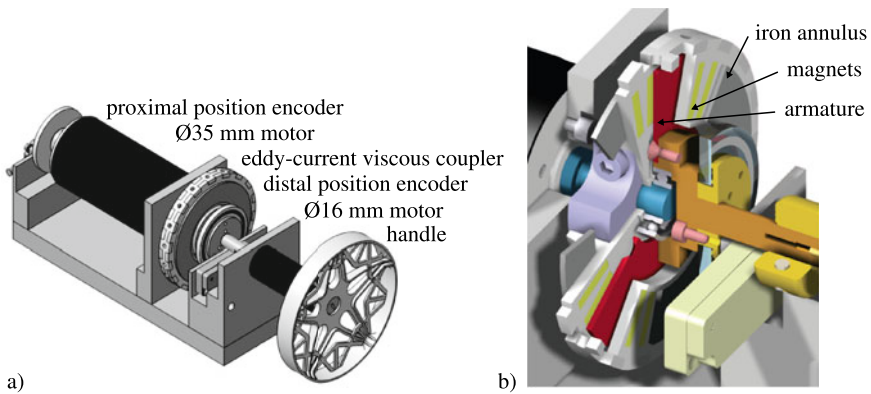 proximal position encoder
Ø35 mm motor
eddy-current viscous coupler
distal position encoder
Ø16 mm motor
handle
a)
iron annulus
magnets
armature
b)